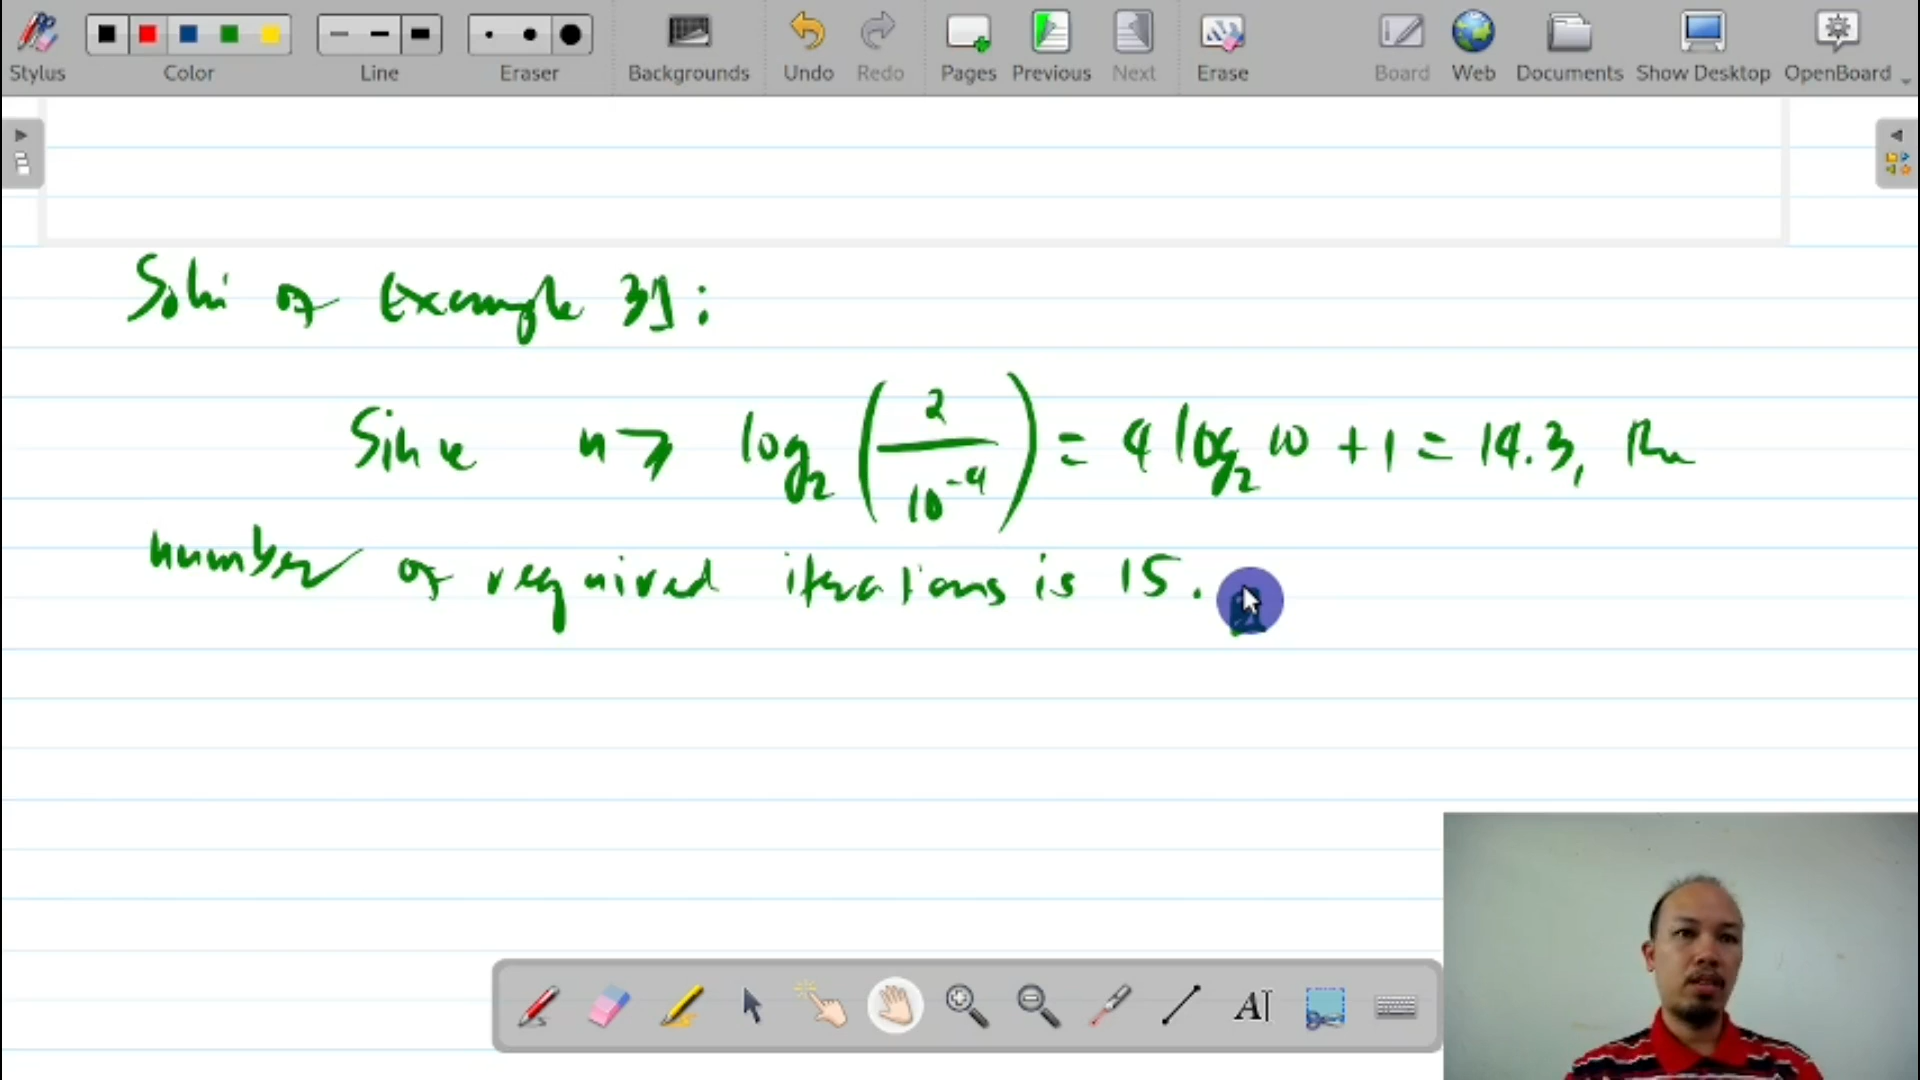 Stylus Color Line Eraser Backgrounds Undo Redo Pages Previous Next Erase Board Web Documents Show Desktop OpenBoard
Soln of Example 3]:
Since n > log₂ (2 / 10⁻⁴) = 4 log₂ 10 + 1 = 14.3, the
number of required iterations is 15.